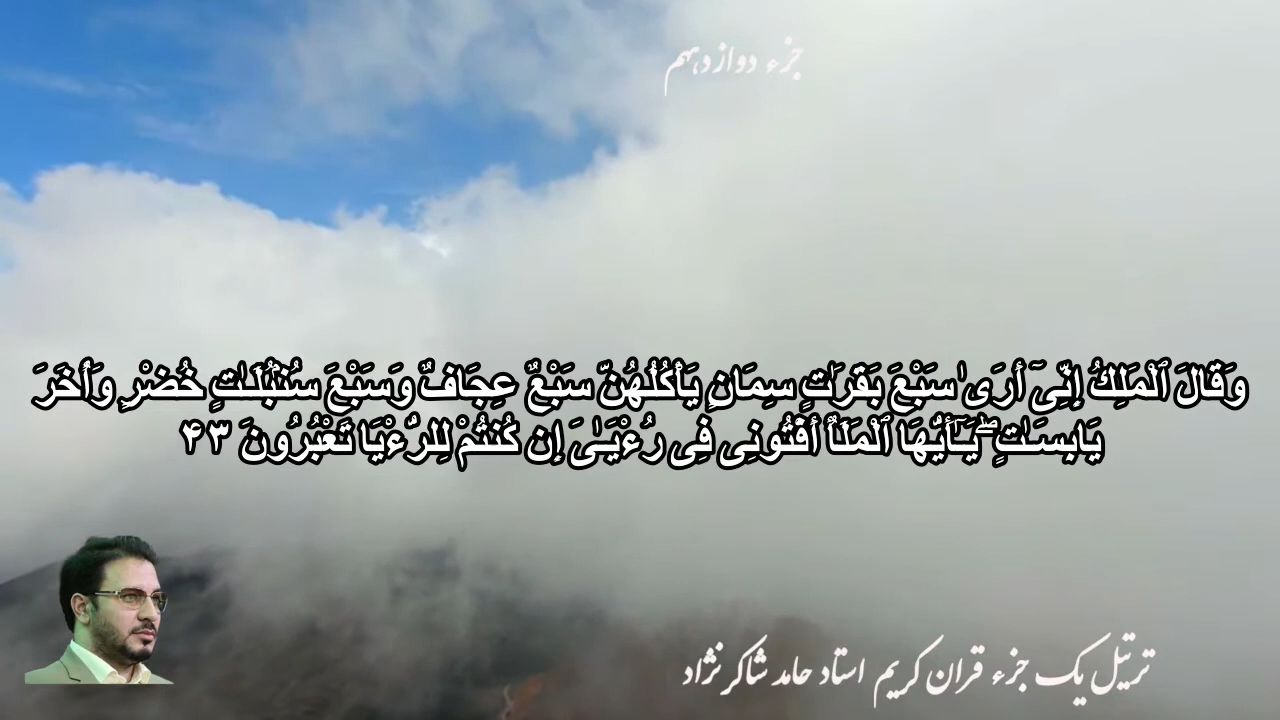 جزء دوازدهم
وَقَالَ ٱلْمَلِكُ إِنِّىٓ أَرَىٰ سَبْعَ بَقَرَٰتٍ سِمَانٍ يَأْكُلُهُنَّ سَبْعٌ عِجَافٌ وَسَبْعَ سُنۢبُلَـٰتٍ خُضْرٍ وَأُخَرَ
يَابِسَـٰتٍ ۖ يَـٰٓأَيُّهَا ٱلْمَلَأُ أَفْتُونِى فِى رُءْيَـٰىَ إِن كُنتُمْ لِلرُّءْيَا تَعْبُرُونَ ۴۳
ترتیل یک جزء قران کریم استاد حامد شاکرنژاد